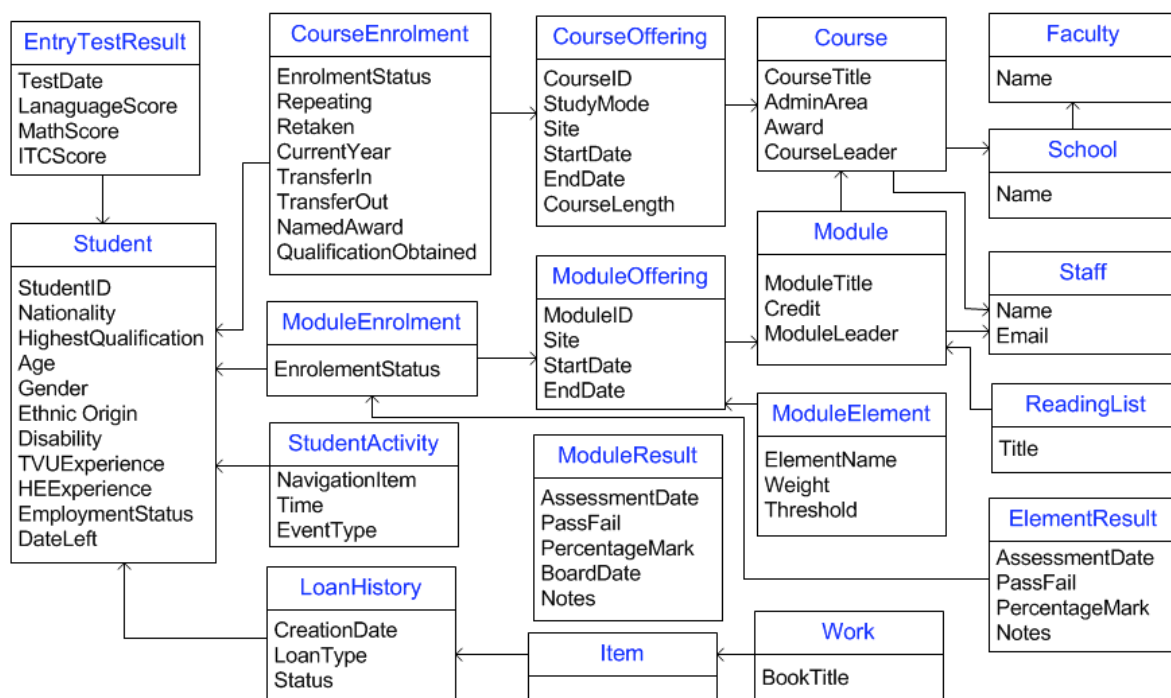 EntryTestResult
TestDate
LanaguageScore
MathScore
ITCScore
CourseEnrolment
EnrolmentStatus
Repeating
Retaken
CurrentYear
TransferIn
TransferOut
NamedAward
QualificationObtained
CourseOffering
CourseID
StudyMode
Site
StartDate
EndDate
CourseLength
Course
CourseTitle
AdminArea
Award
CourseLeader
Faculty
Name
School
Name
Student
StudentID
Nationality
HighestQualification
Age
Gender
Ethnic Origin
Disability
TVUExperience
HEExperience
EmploymentStatus
DateLeft
ModuleEnrolment
EnrolementStatus
ModuleOffering
ModuleID
Site
StartDate
EndDate
Module
ModuleTitle
Credit
ModuleLeader
Staff
Name
Email
StudentActivity
NavigationItem
Time
EventType
ModuleResult
AssessmentDate
PassFail
PercentageMark
BoardDate
Notes
ModuleElement
ElementName
Weight
Threshold
ReadingList
Title
ElementResult
AssessmentDate
PassFail
PercentageMark
Notes
LoanHistory
CreationDate
LoanType
Status
Item
Work
BookTitle